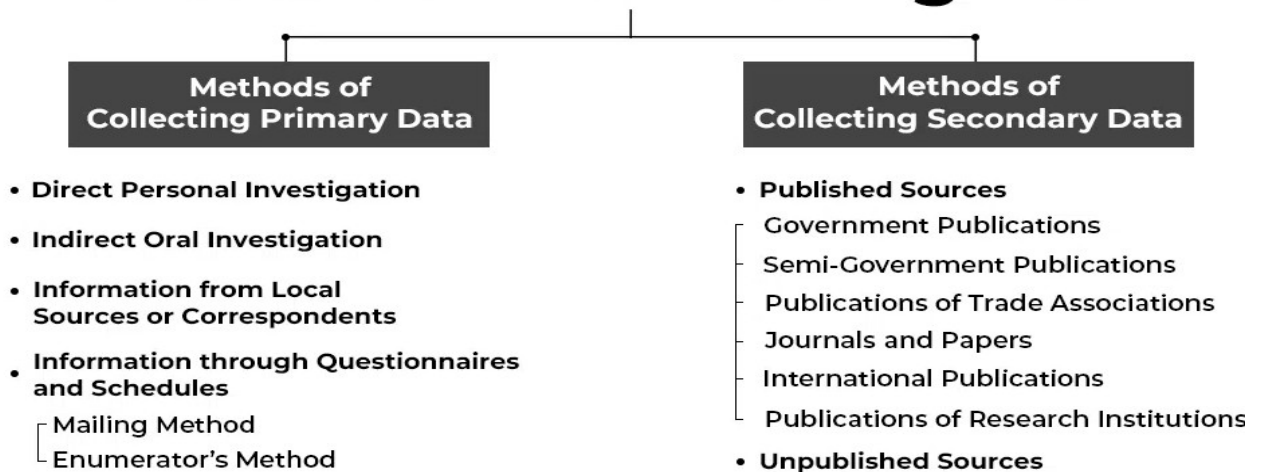 Methods of
Collecting Primary Data
• Direct Personal Investigation
• Indirect Oral Investigation
• Information from Local
Sources or Correspondents
• Information through Questionnaires
and Schedules
Mailing Method
Enumerator's Method
Methods of
Collecting Secondary Data
• Published Sources
Government Publications
Semi-Government Publications
Publications of Trade Associations
Journals and Papers
International Publications
Publications of Research Institutions
• Unpublished Sources